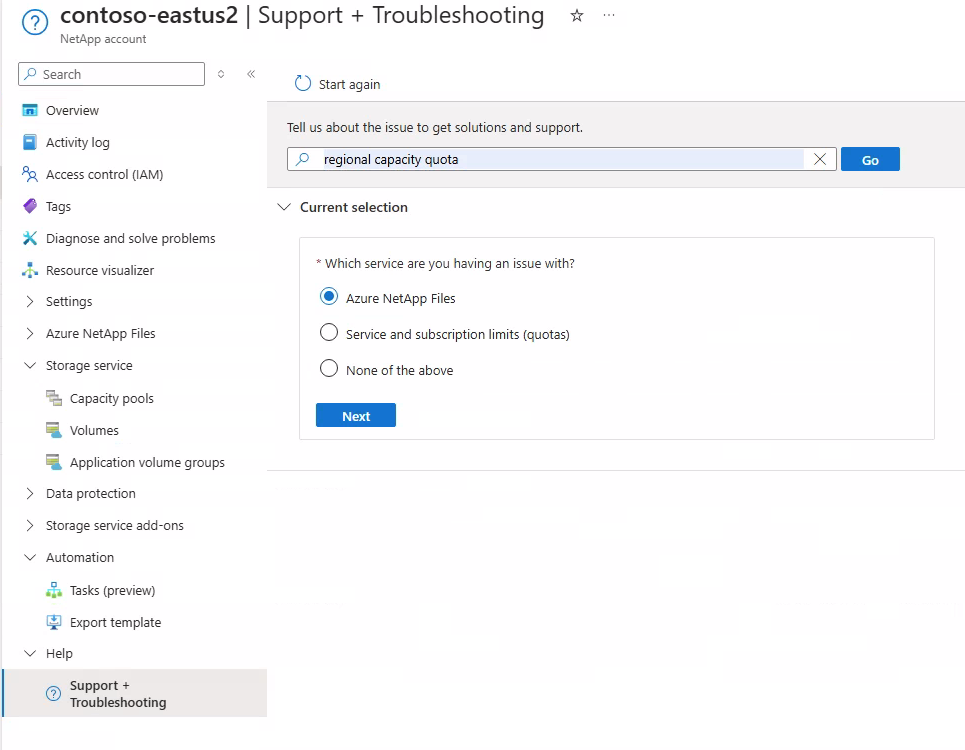 contoso-eastus2 | Support + Troubleshooting
NetApp account
Search
Overview
Activity log
Access control (IAM)
Tags
Diagnose and solve problems
Resource visualizer
Settings
Azure NetApp Files
Storage service
Capacity pools
Volumes
Application volume groups
Data protection
Storage service add-ons
Automation
Tasks (preview)
Export template
Help
Support +
Troubleshooting
Start again
Tell us about the issue to get solutions and support.
regional capacity quota
Go
Current selection
* Which service are you having an issue with?
Azure NetApp Files
Service and subscription limits (quotas)
None of the above
Next